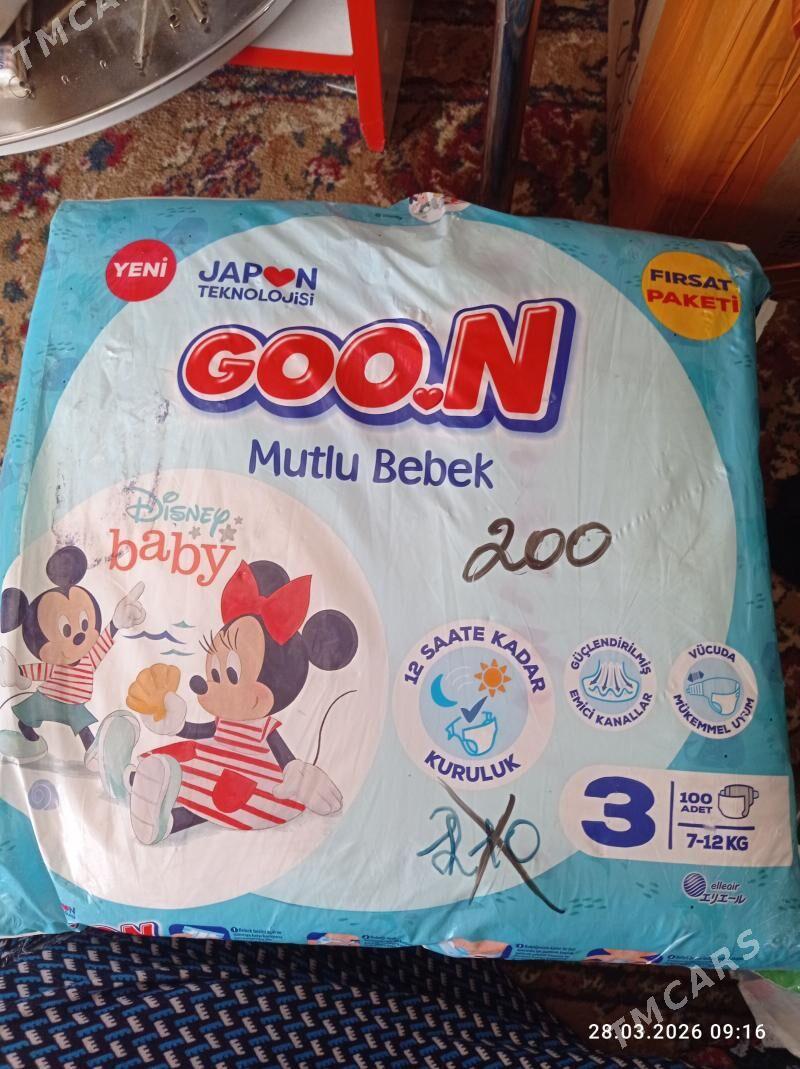 TMCARS
YENİ
JAPON
TEKNOLOJİSİ
FIRSAT
PAKETİ
GOO.N
Mutlu Bebek
Disney
baby
200
12 SAATE KADAR
KURULUK
GÜÇLENDİRİLMİŞ
EMİCİ KANALLAR
VÜCUDA
MÜKEMMEL UYUM
210
3
100
ADET
7-12 KG
elleair
エリエール
TMCARS
28.03.2026 09:16